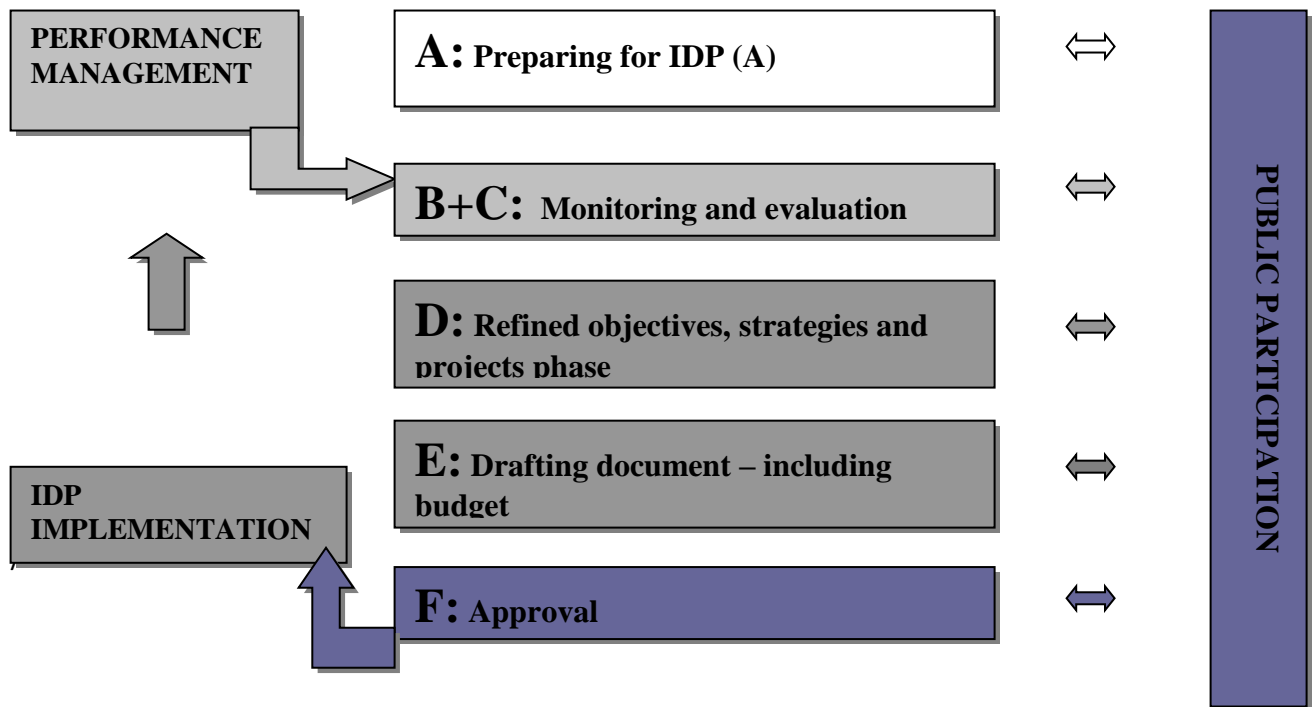 PERFORMANCE
MANAGEMENT
A: Preparing for IDP (A)
B+C: Monitoring and evaluation
D: Refined objectives, strategies and
projects phase
E: Drafting document – including
budget
IDP
IMPLEMENTATION
,
F: Approval
PUBLIC PARTICIPATION